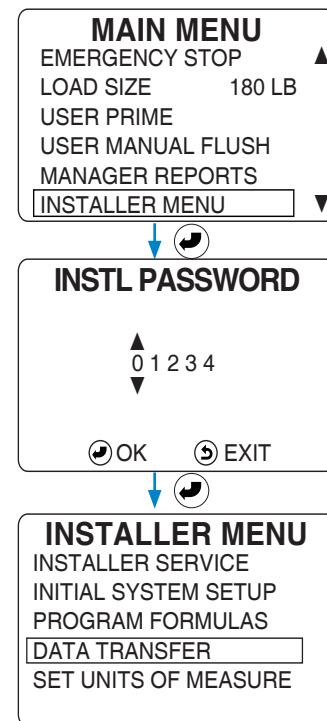 MAIN MENU
EMERGENCY STOP
LOAD SIZE 180 LB
USER PRIME
USER MANUAL FLUSH
MANAGER REPORTS
INSTALLER MENU
INSTL PASSWORD
0 1 2 3 4
OK EXIT
INSTALLER MENU
INSTALLER SERVICE
INITIAL SYSTEM SETUP
PROGRAM FORMULAS
DATA TRANSFER
SET UNITS OF MEASURE